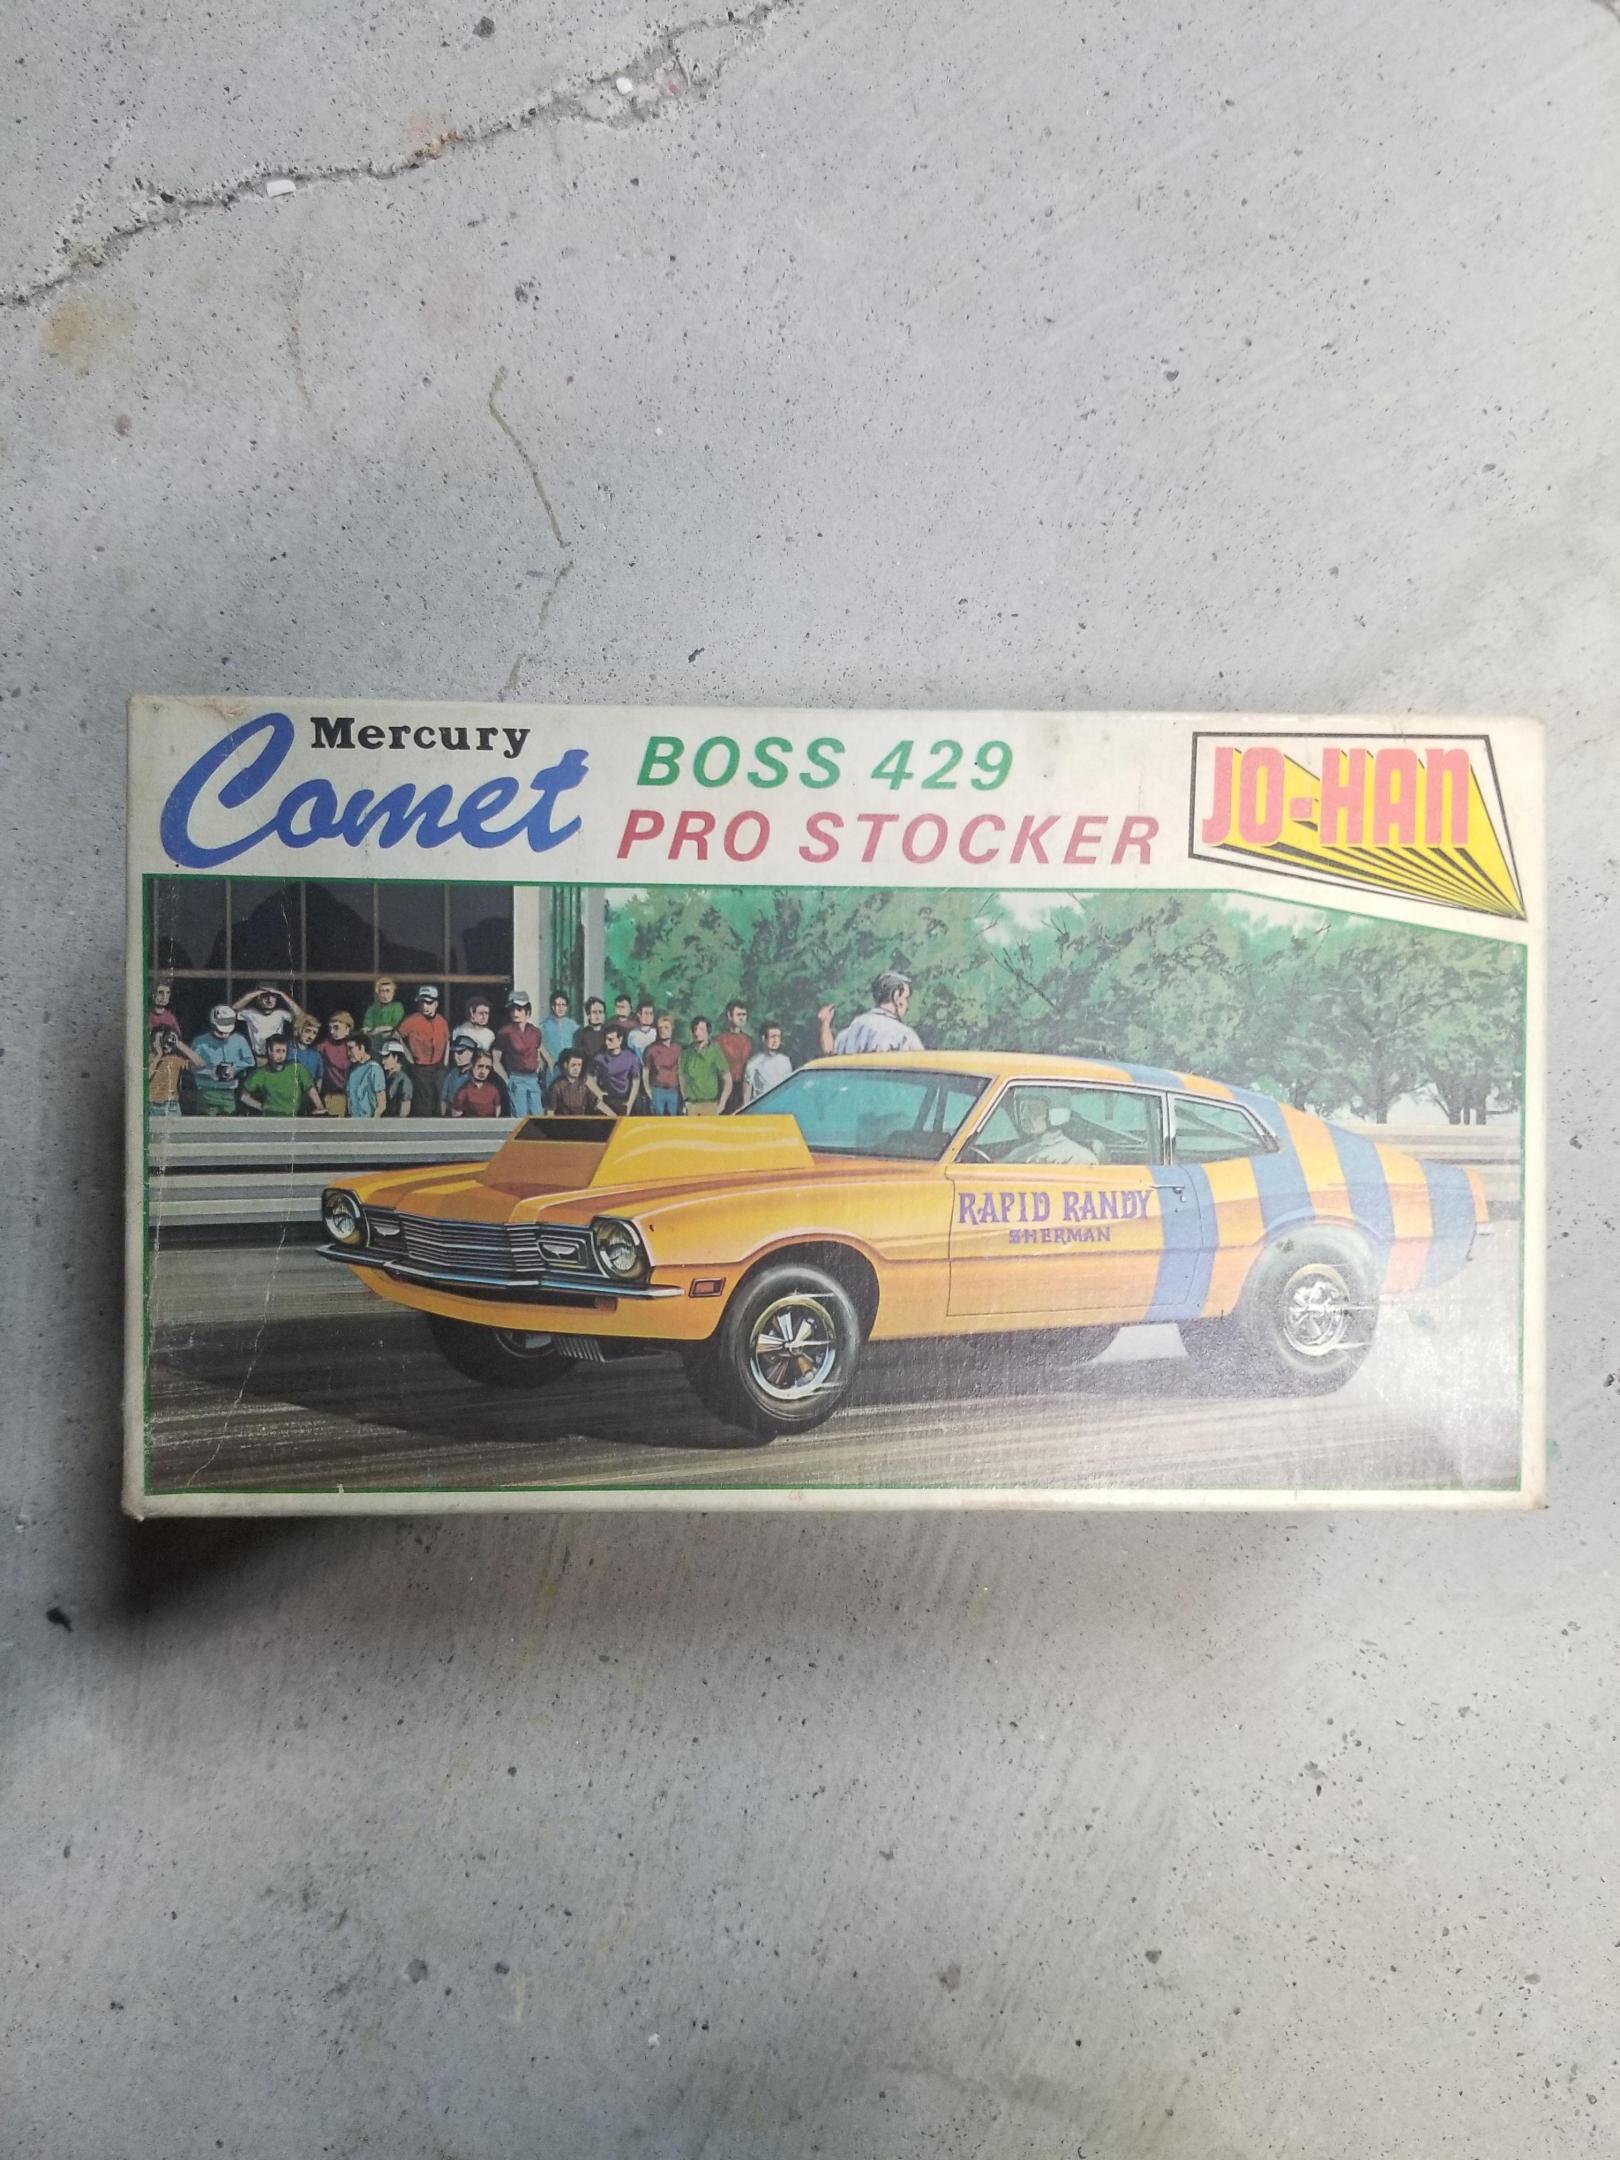 Mercury
Comet
BOSS 429
PRO STOCKER
JO-HAN
RAPID RANDY
SHERMAN